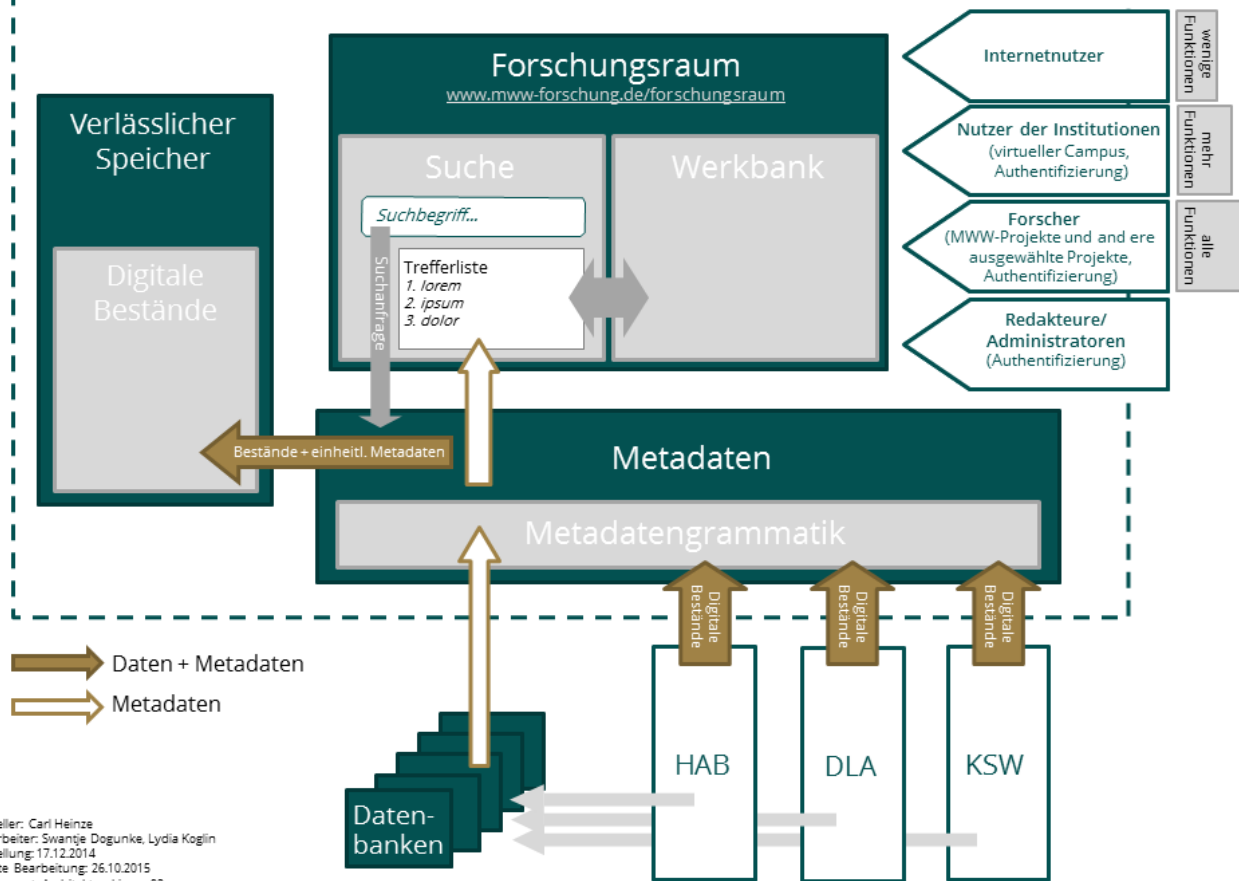 Forschungsraum
www.mww-forschung.de/forschungsraum
Verlässlicher
Speicher
Digitale
Bestände
Suche
Suchbegriff...
Suchanfrage
Trefferliste
1. lorem
2. ipsum
3. dolor
Werkbank
Internetnutzer
wenige
Funktionen
Nutzer der Institutionen
(virtueller Campus,
Authentifizierung)
mehr
Funktionen
Forscher
(MWW-Projekte und and ere
ausgewählte Projekte,
Authentifizierung)
alle
Funktionen
Redakteure/
Administratoren
(Authentifizierung)
Bestände + einheitl. Metadaten
Metadaten
Metadatengrammatik
Digitale
Bestände
Digitale
Bestände
Digitale
Bestände
Daten + Metadaten
Metadaten
HAB
DLA
KSW
Daten-
banken
eller: Carl Heinze
rbeiter: Swantje Dogunke, Lydia Koglin
ellung: 17.12.2014
te Bearbeitung: 26.10.2015